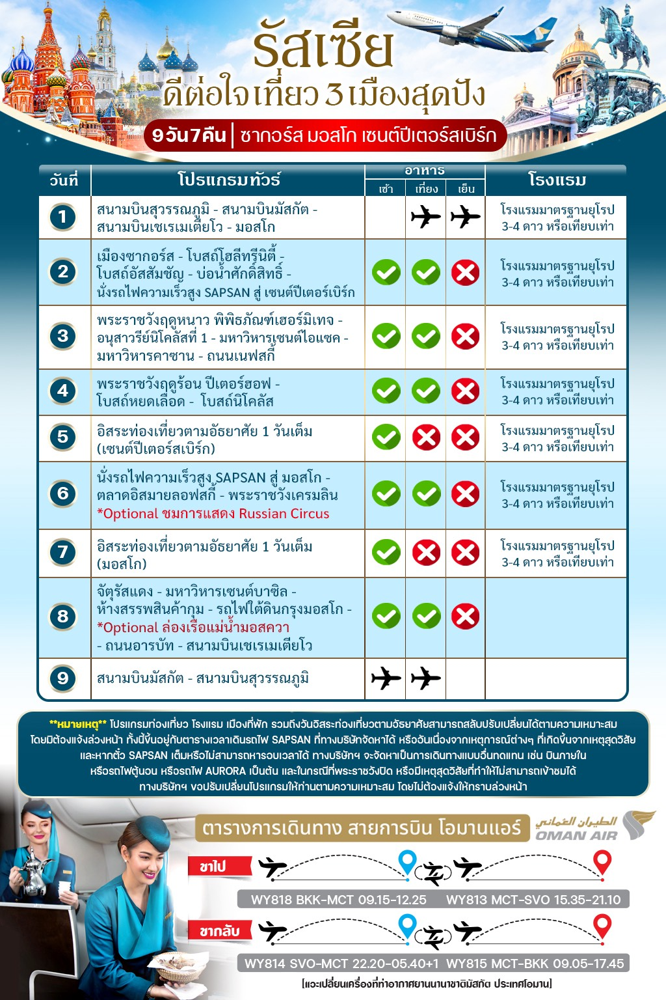 รัสเซีย
ดีต่อใจ เที่ยว 3 เมืองสุดปัง
9วัน7คืน | ซากอร์ส มอสโก เซนต์ปีเตอร์สเบิร์ก
วันที่ โปรแกรมทัวร์ อาหาร โรงแรม
เช้า เที่ยง เย็น
1
สนามบินสุวรรณภูมิ - สนามบินมัสกัต -
สนามบินเชเรเมเตียโว - มอสโก
โรงแรมมาตรฐานยุโรป
3-4 ดาว หรือเทียบเท่า
2
เมืองซากอร์ส - โบสถ์โฮลีทรีนิตี้ -
โบสถ์อัสสัมชัญ - บ่อน้ำศักดิ์สิทธิ์ -
นั่งรถไฟความเร็วสูง SAPSAN สู่ เซนต์ปีเตอร์เบิร์ก
โรงแรมมาตรฐานยุโรป
3-4 ดาว หรือเทียบเท่า
3
พระราชวังฤดูหนาว พิพิธภัณฑ์เฮอร์มิเทจ -
อนุสาวรีย์นิโคลัสที่ 1 - มหาวิหารเซนต์ไอแซค -
มหาวิหารคาซาน - ถนนเนฟสกี้
โรงแรมมาตรฐานยุโรป
3-4 ดาว หรือเทียบเท่า
4
พระราชวังฤดูร้อน ปีเตอร์ฮอฟ -
โบสถ์หยดเลือด - โบสถ์นิโคลัส
โรงแรมมาตรฐานยุโรป
3-4 ดาว หรือเทียบเท่า
5
อิสระท่องเที่ยวตามอัธยาศัย 1 วันเต็ม
(เซนต์ปีเตอร์สเบิร์ก)
โรงแรมมาตรฐานยุโรป
3-4 ดาว หรือเทียบเท่า
6
นั่งรถไฟความเร็วสูง SAPSAN สู่ มอสโก -
ตลาดอิสมายลอฟสกี้ - พระราชวังเครมลิน
*Optional ชมการแสดง Russian Circus
โรงแรมมาตรฐานยุโรป
3-4 ดาว หรือเทียบเท่า
7
อิสระท่องเที่ยวตามอัธยาศัย 1 วันเต็ม
(มอสโก)
โรงแรมมาตรฐานยุโรป
3-4 ดาว หรือเทียบเท่า
8
จัตุรัสแดง - มหาวิหารเซนต์บาซิล -
ห้างสรรพสินค้ากุม - รถไฟใต้ดินกรุงมอสโก -
*Optional ล่องเรือแม่น้ำมอสควา
- ถนนอารบัท - สนามบินเชเรเมเตียโว
9
สนามบินมัสกัต - สนามบินสุวรรณภูมิ
**หมายเหตุ** โปรแกรมท่องเที่ยว โรงแรม เมืองที่พัก รวมถึงวันอิสระท่องเที่ยวตามอัธยาศัยสามารถสลับปรับเปลี่ยนได้ตามความเหมาะสม
โดยมิต้องแจ้งล่วงหน้า ทั้งนี้ขึ้นอยู่กับตารางเวลาเดินรถไฟ SAPSAN ที่ทางบริษัทจัดหาได้ หรืออันเนื่องจากเหตุการณ์ต่างๆ ที่เกิดขึ้นจากเหตุสุดวิสัย
และหากตั๋ว SAPSAN เต็มหรือไม่สามารถหารอบเวลาได้ ทางบริษัทฯ จะจัดหาเป็นการเดินทางแบบอื่นทดแทน เช่น บินภายใน
หรือรถไฟตู้นอน หรือรถไฟ AURORA เป็นต้น และในกรณีที่พระราชวังปิด หรือมีเหตุสุดวิสัยที่ทำให้ไม่สามารถเข้าชมได้
ทางบริษัทฯ ขอปรับเปลี่ยนโปรแกรมให้ท่านตามความเหมาะสม โดยไม่ต้องแจ้งให้ทราบล่วงหน้า
ตารางการเดินทาง สายการบิน โอมานแอร์
الطيران العُماني
OMAN AIR
ขาไป
WY818 BKK-MCT 09.15-12.25 WY813 MCT-SVO 15.35-21.10
ขากลับ
WY814 SVO-MCT 22.20-05.40+1 WY815 MCT-BKK 09.05-17.45
[แวะเปลี่ยนเครื่องที่ท่าอากาศยานนานาชาติมัสกัต ประเทศโอมาน]